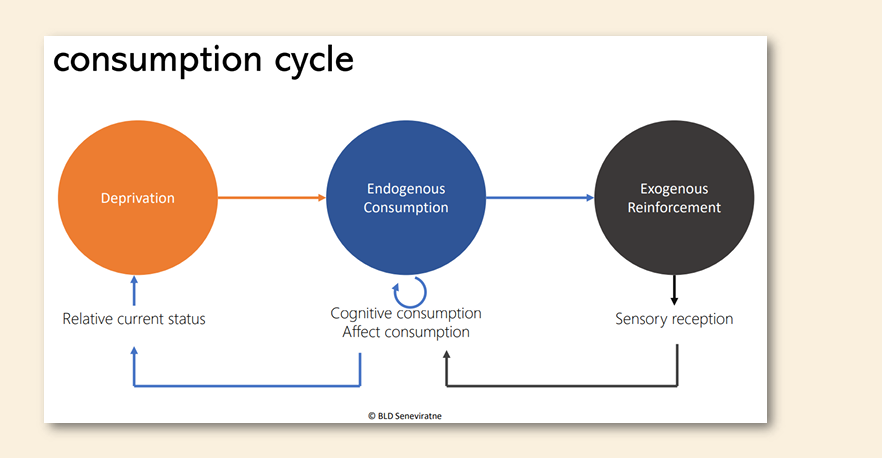 consumption cycle
Deprivation
Endogenous
Consumption
Exogenous
Reinforcement
Relative current status
Cognitive consumption
Affect consumption
Sensory reception
© BLD Seneviratne